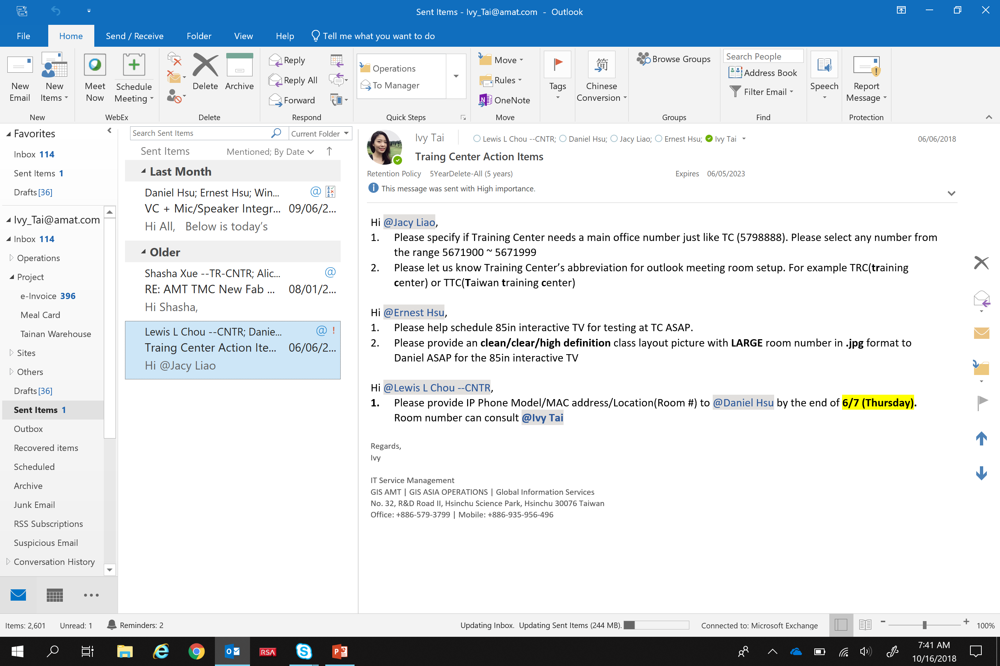 Sent Items - Ivy_Tai@amat.com - Outlook
File Home Send / Receive Folder View Help Tell me what you want to do
New Email
New Items
New
Meet Now
Schedule Meeting
WebEx
Delete
Archive
Delete
Reply
Reply All
Forward
Respond
Operations
To Manager
Quick Steps
Move
Rules
OneNote
Move
Tags
简
Chinese Conversion
Browse Groups
Groups
Search People
Address Book
Filter Email
Find
Speech
Report Message
Protection
Favorites
Inbox 114
Sent Items 1
Drafts [36]
Ivy_Tai@amat.com
Inbox 114
Operations
Project
e-Invoice 396
Meal Card
Tainan Warehouse
Sites
Others
Drafts [36]
Sent Items 1
Outbox
Recovered items
Scheduled
Archive
Junk Email
RSS Subscriptions
Suspicious Email
Conversation History
Search Sent Items Current Folder
Sent Items Mentioned; By Date
Last Month
Daniel Hsu; Ernest Hsu; Win... @
VC + Mic/Speaker Integr... 09/06/2...
Hi All, Below is today's
Older
Shasha Xue --TR-CNTR; Alic... @
RE: AMT TMC New Fab ... 08/01/2...
Hi Shasha,
Lewis L Chou --CNTR; Danie... @ !
Traing Center Action Ite... 06/06/2...
Hi @Jacy Liao
Ivy Tai Lewis L Chou --CNTR; Daniel Hsu; Jacy Liao; Ernest Hsu; Ivy Tai 06/06/2018
Traing Center Action Items
Retention Policy 5YearDelete-All (5 years) Expires 06/05/2023
This message was sent with High importance.
Hi @Jacy Liao,
1. Please specify if Training Center needs a main office number just like TC (5798888). Please select any number from
the range 5671900 ~ 5671999
2. Please let us know Training Center's abbreviation for outlook meeting room setup. For example TRC(training
center) or TTC(Taiwan training center)
Hi @Ernest Hsu,
1. Please help schedule 85in interactive TV for testing at TC ASAP.
2. Please provide an clean/clear/high definition class layout picture with LARGE room number in .jpg format to
Daniel ASAP for the 85in interactive TV
Hi @Lewis L Chou --CNTR,
1. Please provide IP Phone Model/MAC address/Location(Room #) to @Daniel Hsu by the end of 6/7 (Thursday).
Room number can consult @Ivy Tai
Regards,
Ivy
IT Service Management
GIS AMT | GIS ASIA OPERATIONS | Global Information Services
No. 32, R&D Road II, Hsinchu Science Park, Hsinchu 30076 Taiwan
Office: +886-579-3799 | Mobile: +886-935-956-496
Items: 2,601 Unread: 1 Reminders: 2 Updating Inbox. Updating Sent Items (244 MB). Connected to: Microsoft Exchange 100%
RSA
7:41 AM
10/16/2018